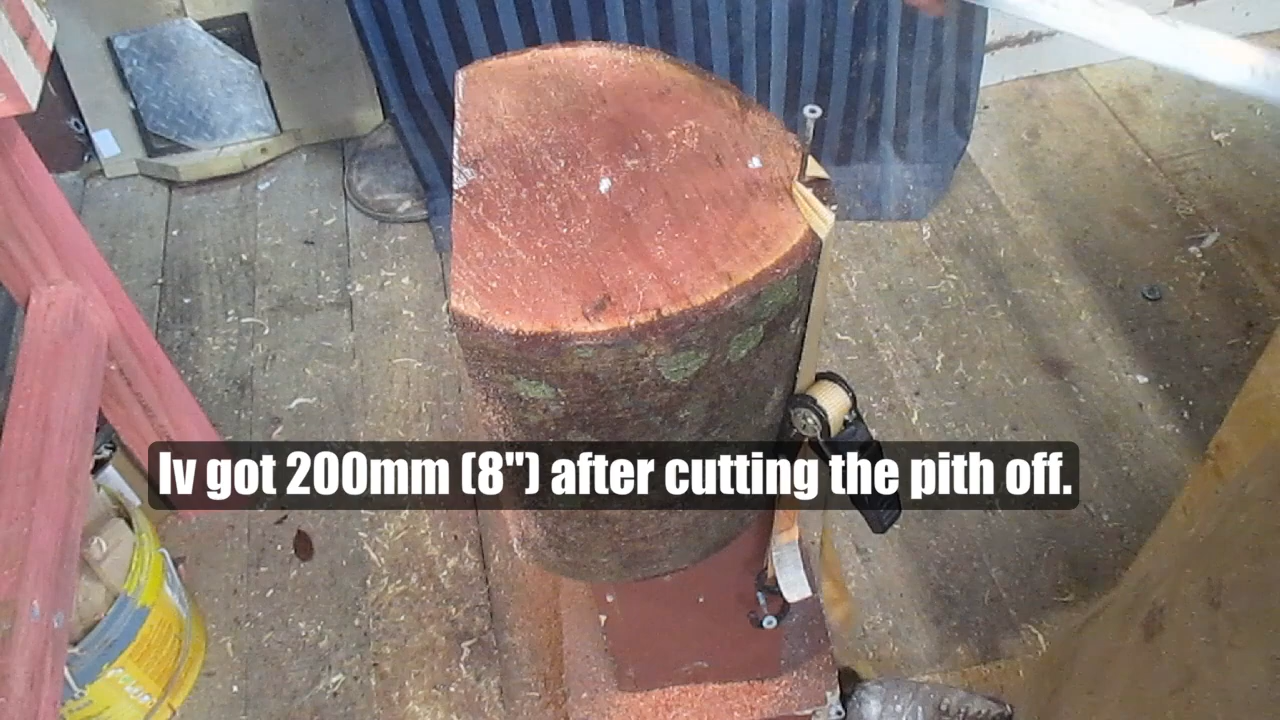 Iv got 200mm (8") after cutting the pith off.